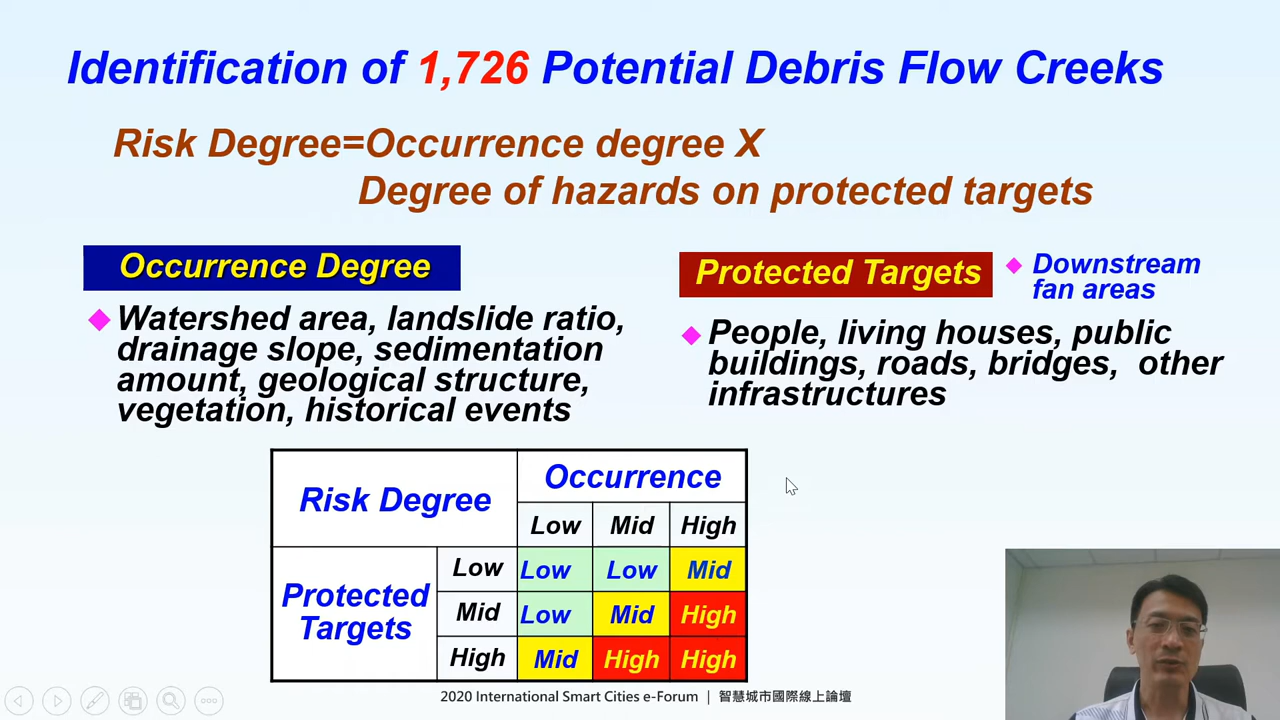 Identification of 1,726 Potential Debris Flow Creeks
Risk Degree=Occurrence degree X
Degree of hazards on protected targets
Occurrence Degree
Watershed area, landslide ratio,
drainage slope, sedimentation
amount, geological structure,
vegetation, historical events
Protected Targets
Downstream
fan areas
People, living houses, public
buildings, roads, bridges, other
infrastructures
Risk Degree
Occurrence
Low Mid High
Protected
Targets
Low Low Low Mid
Mid Low Mid High
High Mid High High
2020 International Smart Cities e-Forum | 智慧城市國際線上論壇